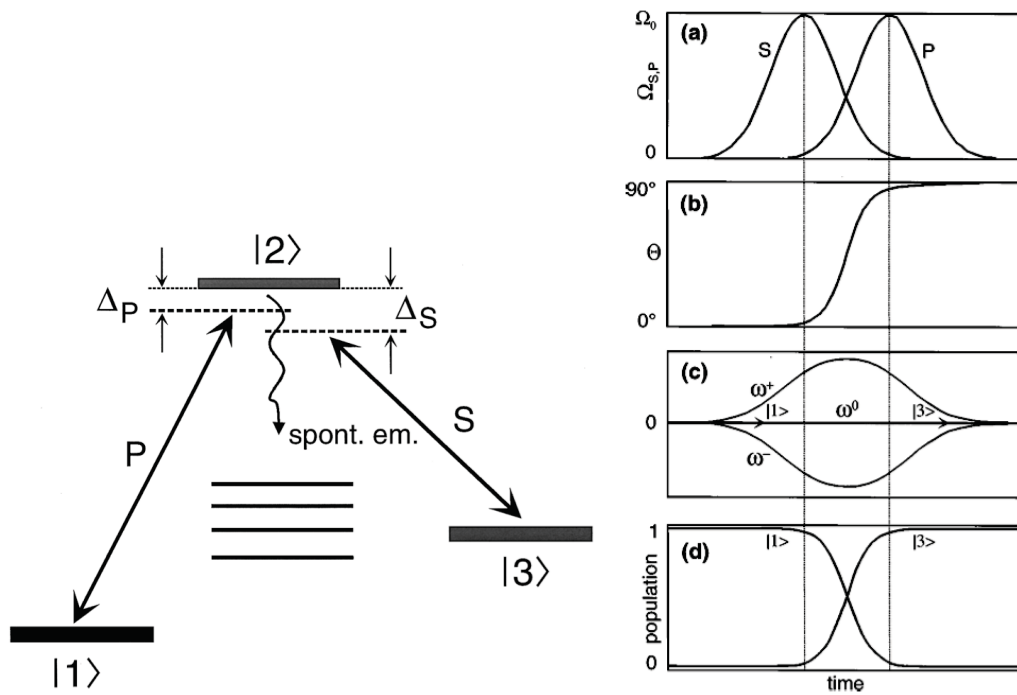 |2⟩
Δ_P
Δ_S
P
S
spont. em.
|3⟩
|1⟩
(a)
Ω₀
S
P
Ω_S,P
0
(b)
90°
Θ
0°
(c)
ω⁺
|1>
ω⁰
|3>
0
ω⁻
(d)
1
|1>
|3>
population
0
time